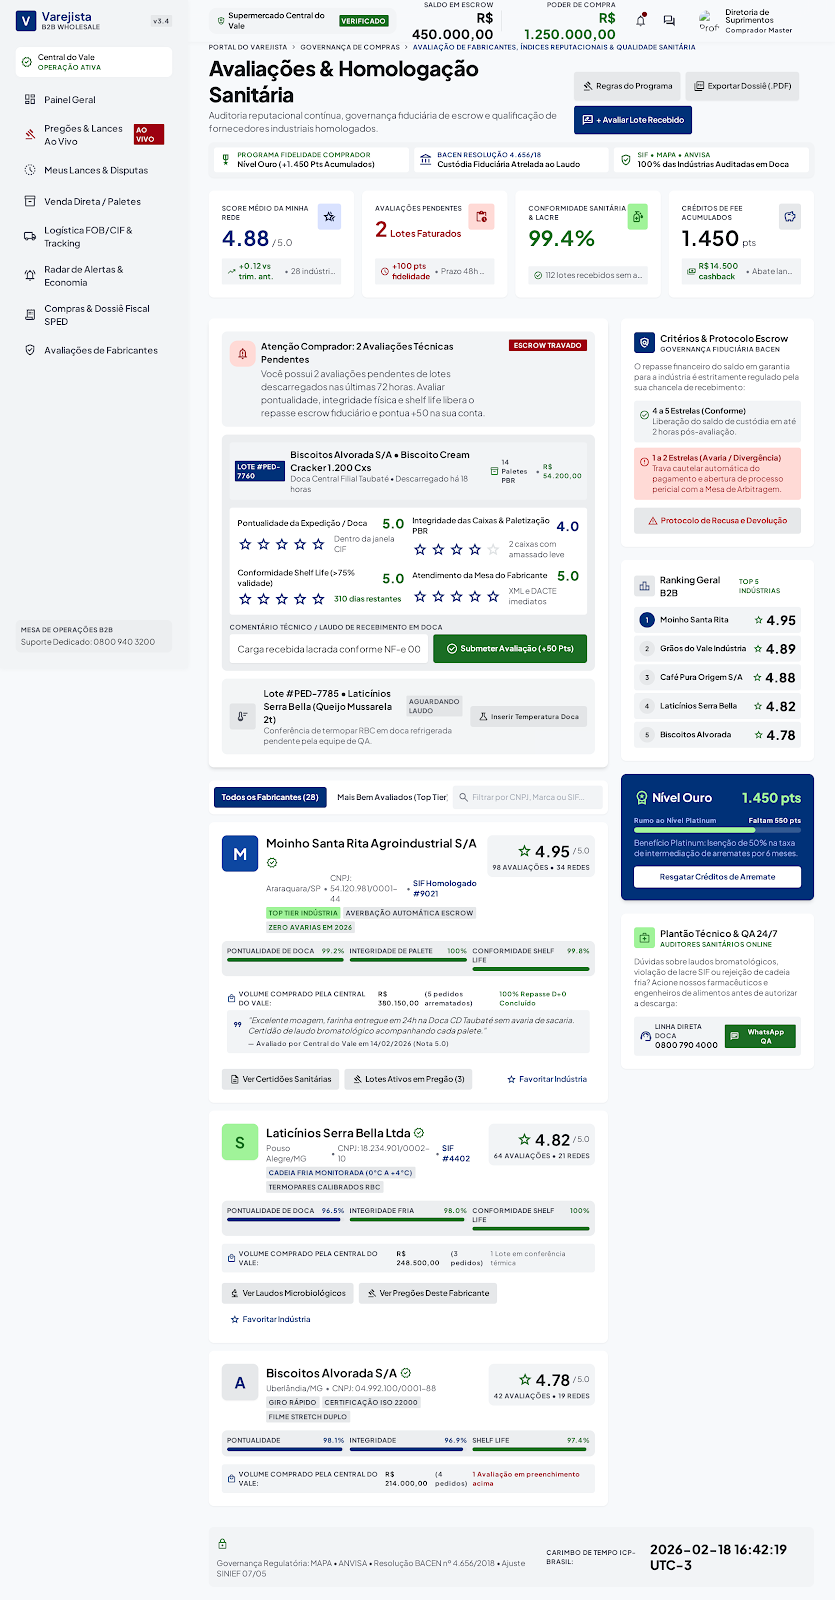 V
Varejista
B2B WHOLESALE
v3.4
Central do Vale
OPERAÇÃO ATIVA
Painel Geral
Pregões & Lances
Ao Vivo
AO
VIVO
Meus Lances & Disputas
Venda Direta / Paletes
Logística FOB/CIF &
Tracking
Radar de Alertas &
Economia
Compras & Dossiê Fiscal
SPED
Avaliações de Fabricantes
MESA DE OPERAÇÕES B2B
Suporte Dedicado: 0800 940 3200
Supermercado Central do
Vale
VERIFICADO
SALDO EM ESCROW
R$
450.000,00
PODER DE COMPRA
R$
1.250.000,00
Prof
Diretoria de
Suprimentos
Comprador Master
PORTAL DO VAREJISTA > GOVERNANÇA DE COMPRAS > AVALIAÇÃO DE FABRICANTES, ÍNDICES REPUTACIONAIS & QUALIDADE SANITÁRIA
Avaliações & Homologação
Sanitária
Auditoria reputacional contínua, governança fiduciária de escrow e qualificação de
fornecedores industriais homologados.
Regras do Programa
Exportar Dossiê (.PDF)
+ Avaliar Lote Recebido
PROGRAMA FIDELIDADE COMPRADOR
Nível Ouro (+1.450 Pts Acumulados)
BACEN RESOLUÇÃO 4.656/18
Custódia Fiduciária Atrelada ao Laudo
SIF • MAPA • ANVISA
100% das Indústrias Auditadas em Doca
SCORE MÉDIO DA MINHA
REDE
4.88 / 5.0
+0.12 vs
trim. ant.
• 28 indústri...
AVALIAÇÕES PENDENTES
2 Lotes Faturados
+100 pts
fidelidade
• Prazo 48h ...
CONFORMIDADE SANITÁRIA
& LACRE
99.4%
112 lotes recebidos sem a...
CRÉDITOS DE FEE
ACUMULADOS
1.450 pts
R$ 14.500
cashback
• Abate lan...
Atenção Comprador: 2 Avaliações Técnicas
Pendentes
ESCROW TRAVADO
Você possui 2 avaliações pendentes de lotes
descarregados nas últimas 72 horas. Avaliar
pontualidade, integridade física e shelf life libera o
repasse escrow fiduciário e pontua +50 na sua conta.
LOTE #PED-
7760
Biscoitos Alvorada S/A • Biscoito Cream
Cracker 1.200 Cxs
Doca Central Filial Taubaté • Descarregado há 18
horas
14
Paletes
PBR
• R$
54.200,00
Pontualidade da Expedição / Doca 5.0
Dentro da janela
CIF
Integridade das Caixas & Paletização
PBR
4.0
2 caixas com
amassado leve
Conformidade Shelf Life (>75%
validade)
5.0
310 dias restantes
Atendimento da Mesa do Fabricante 5.0
XML e DACTE
imediatos
COMENTÁRIO TÉCNICO / LAUDO DE RECEBIMENTO EM DOCA
Carga recebida lacrada conforme NF-e 00
Submeter Avaliação (+50 Pts)
Lote #PED-7785 • Laticínios
Serra Bella (Queijo Mussarela
2t)
Conferência de termopar RBC em doca refrigerada
pendente pela equipe de QA.
AGUARDANDO
LAUDO
Inserir Temperatura Doca
Todos os Fabricantes (28)
Mais Bem Avaliados (Top Tier
Filtrar por CNPJ, Marca ou SIF...
M
Moinho Santa Rita Agroindustrial S/A
Araraquara/SP • CNPJ:
54.120.981/0001-
44
• SIF Homologado
#9021
4.95 / 5.0
98 AVALIAÇÕES • 34 REDES
TOP TIER INDÚSTRIA
AVERBAÇÃO AUTOMÁTICA ESCROW
ZERO AVARIAS EM 2026
PONTUALIDADE DE DOCA 99.2%
INTEGRIDADE DE PALETE 100%
CONFORMIDADE SHELF
LIFE
99.8%
VOLUME COMPRADO PELA CENTRAL
DO VALE:
R$
380.150,00
(5 pedidos
arrematados)
100% Repasse D+0
Concluído
"Excelente moagem, farinha entregue em 24h na Doca CD Taubaté sem avaria de sacaria.
Certidão de laudo bromatológico acompanhando cada palete."
— Avaliado por Central do Vale em 14/02/2026 (Nota 5.0)
Ver Certidões Sanitárias
Lotes Ativos em Pregão (3)
Favoritar Indústria
S
Laticínios Serra Bella Ltda
Pouso
Alegre/MG
• CNPJ: 18.234.901/0002-
10
• SIF
#4402
4.82 / 5.0
64 AVALIAÇÕES • 21 REDES
CADEIA FRIA MONITORADA (0°C A +4°C)
TERMOPARES CALIBRADOS RBC
PONTUALIDADE DE DOCA 96.5%
INTEGRIDADE FRIA 98.0%
CONFORMIDADE SHELF
LIFE
100%
VOLUME COMPRADO PELA CENTRAL DO
VALE:
R$
248.500,00
(3
pedidos)
1 Lote em conferência
térmica
Ver Laudos Microbiológicos
Ver Pregões Deste Fabricante
Favoritar Indústria
A
Biscoitos Alvorada S/A
Uberlândia/MG • CNPJ: 04.992.100/0001-88
4.78 / 5.0
42 AVALIAÇÕES • 19 REDES
GIRO RÁPIDO
CERTIFICAÇÃO ISO 22000
FILME STRETCH DUPLO
PONTUALIDADE 98.1%
INTEGRIDADE 96.9%
SHELF LIFE 97.4%
VOLUME COMPRADO PELA CENTRAL DO
VALE:
R$
214.000,00
(4
pedidos)
1 Avaliação em preenchimento
acima
Critérios & Protocolo Escrow
GOVERNANÇA FIDUCIÁRIA BACEN
O repasse financeiro do saldo em garantia
para a indústria é estritamente regulado pela
sua chancela de recebimento:
4 a 5 Estrelas (Conforme)
Liberação do saldo de custódia em até
2 horas pós-avaliação.
1 a 2 Estrelas (Avaria / Divergência)
Trava cautelar automática do
pagamento e abertura de processo
pericial com a Mesa de Arbitragem.
Protocolo de Recusa e Devolução
Ranking Geral
B2B
TOP 5
INDÚSTRIAS
1 Moinho Santa Rita 4.95
2 Grãos do Vale Indústria 4.89
3 Café Pura Origem S/A 4.88
4 Laticínios Serra Bella 4.82
5 Biscoitos Alvorada 4.78
Nível Ouro 1.450 pts
Rumo ao Nível Platinum Faltam 550 pts
Benefício Platinum: Isenção de 50% na taxa
de intermediação de arremates por 6 meses.
Resgatar Créditos de Arremate
Plantão Técnico & QA 24/7
AUDITORES SANITÁRIOS ONLINE
Dúvidas sobre laudos bromatológicos,
violação de lacre SIF ou rejeição de cadeia
fria? Acione nossos farmacêuticos e
engenheiros de alimentos antes de autorizar
a descarga:
LINHA DIRETA
DOCA
0800 790 4000
WhatsApp
QA
Governança Regulatória: MAPA • ANVISA • Resolução BACEN nº 4.656/2018 • Ajuste
SINIEF 07/05
CARIMBO DE TEMPO ICP-
BRASIL:
2026-02-18 16:42:19
UTC-3